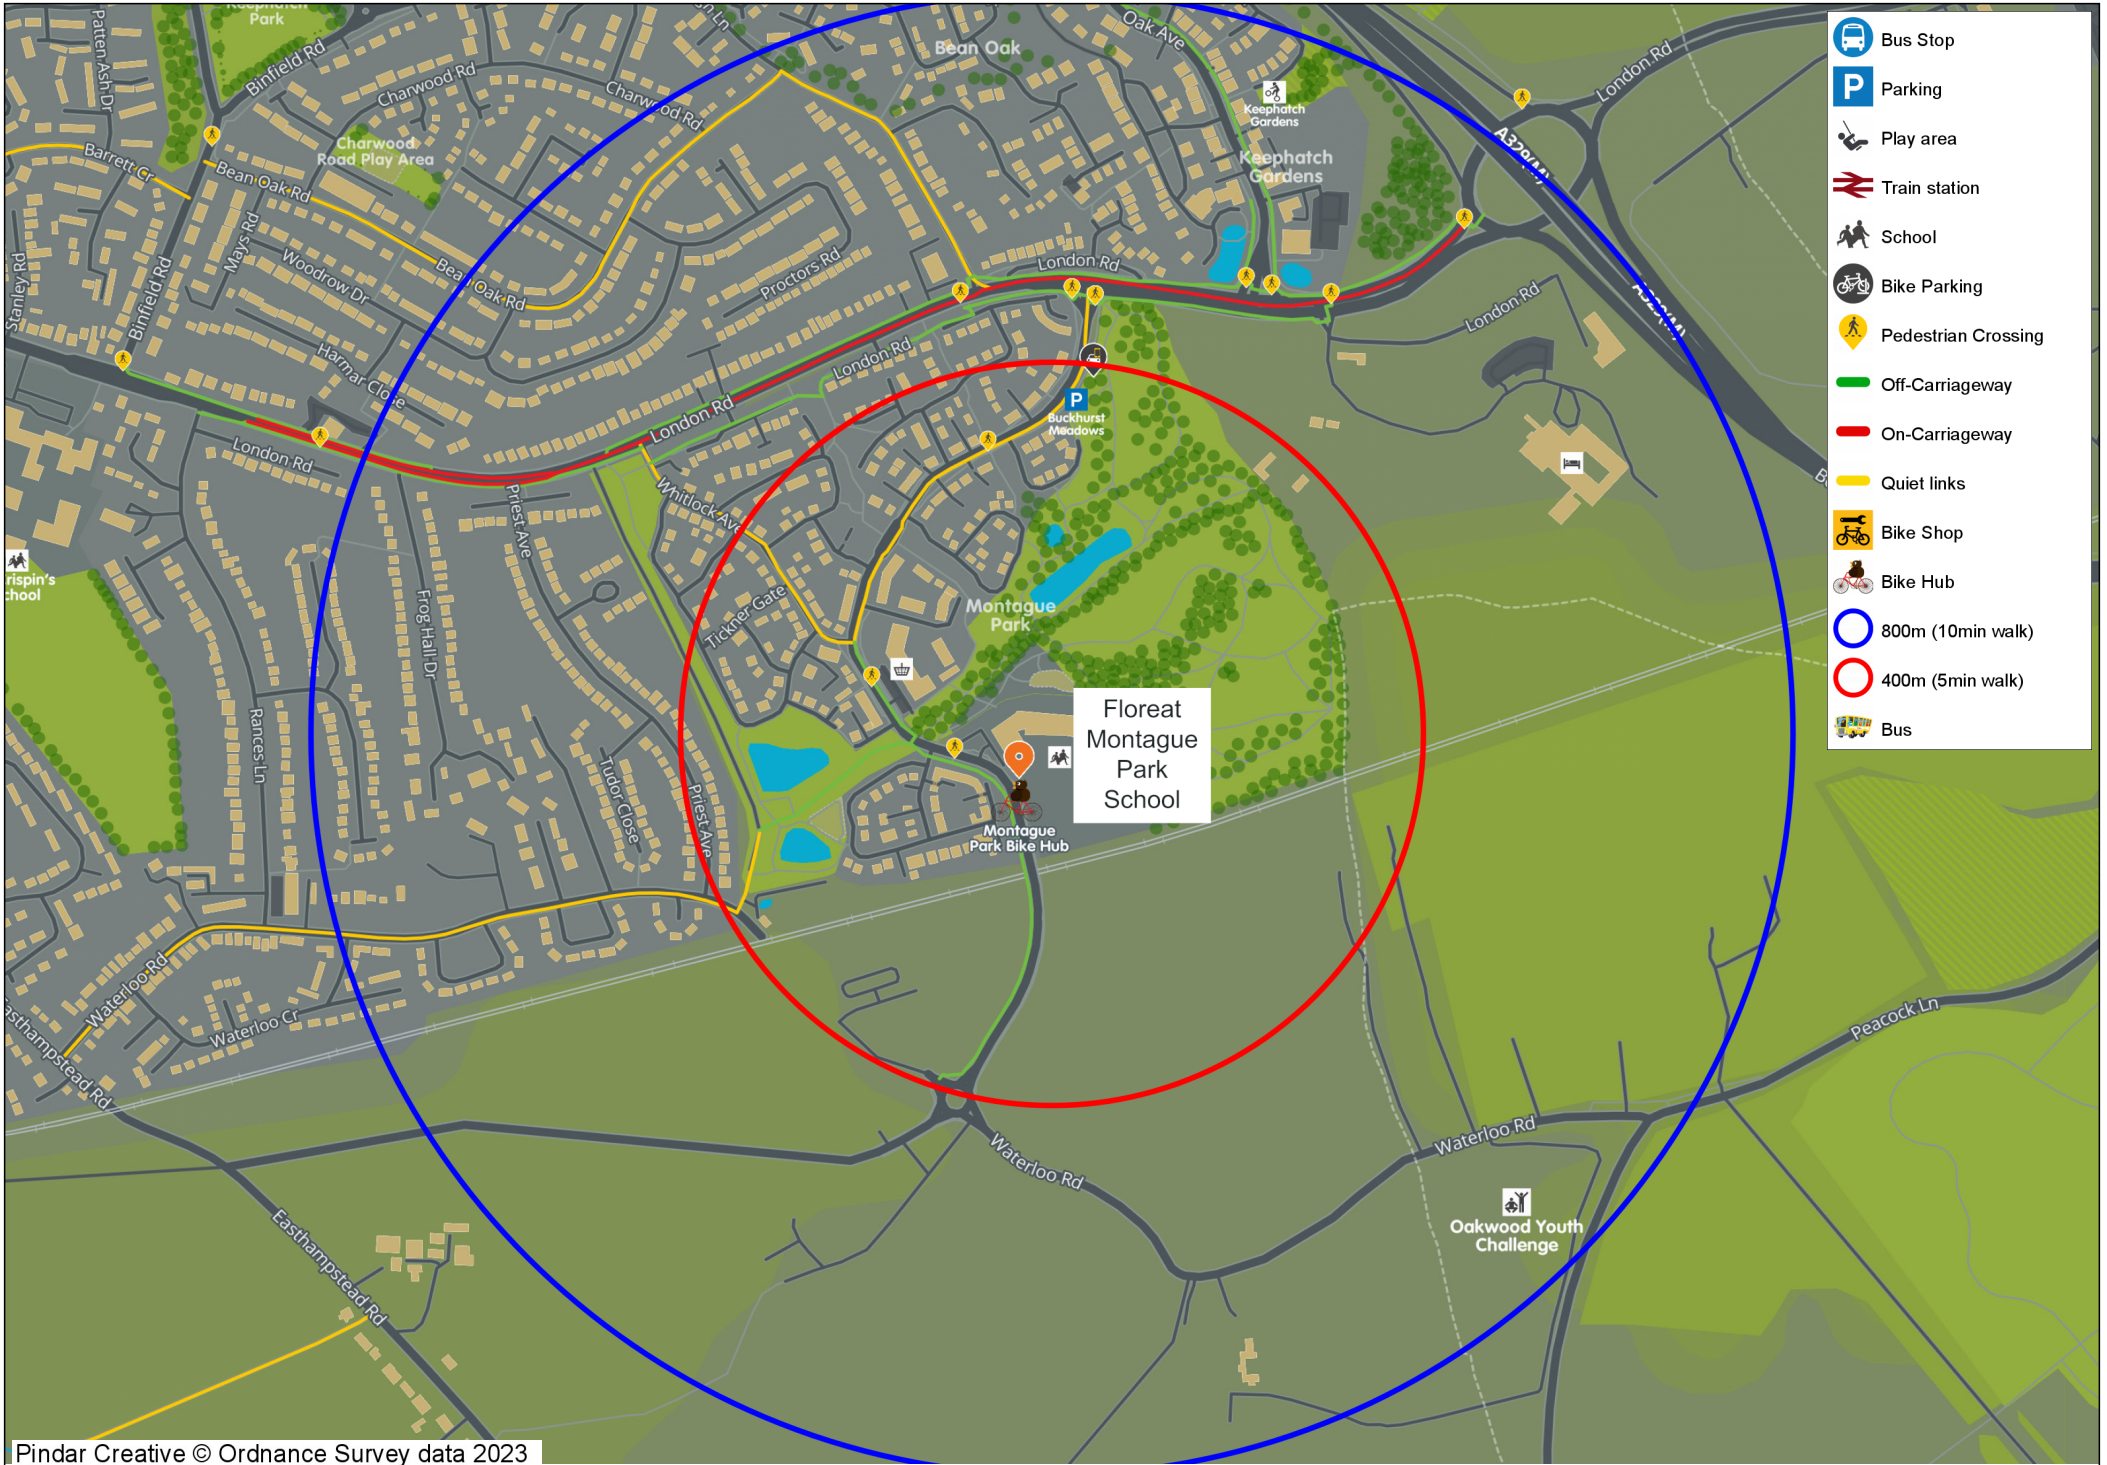 Keephatch
Park
Patten Ash Dr
Binfield Rd
Charwood Rd
Charwood Rd
Bean Oak
Oak Ave
Keephatch
Gardens
Keephatch
Gardens
London Rd
A329(M)
A329(M)
Charwood
Road Play Area
Barrett Cr
Bean Oak Rd
Mays Rd
Woodrow Dr
Bean Oak Rd
Stanley Rd
Binfield Rd
Harmar Close
Proctors Rd
London Rd
London Rd
London Rd
London Rd
London Rd
Buckhurst
Meadows
Whitlock Ave
Priest Ave
Frog Hall Dr
Rances Ln
rispin's
chool
Tickner Gate
Montague
Park
Floreat
Montague
Park
School
Montague
Park Bike Hub
Tudor Close
Priest Ave
Waterloo Rd
Waterloo Cr
asthampstead Rd
Easthampstead Rd
Waterloo Rd
Waterloo Rd
Peacock Ln
Oakwood Youth
Challenge
Bus Stop
P Parking
Play area
Train station
School
Bike Parking
Pedestrian Crossing
Off-Carriageway
On-Carriageway
Quiet links
Bike Shop
Bike Hub
800m (10min walk)
400m (5min walk)
Bus
P
Pindar Creative © Ordnance Survey data 2023